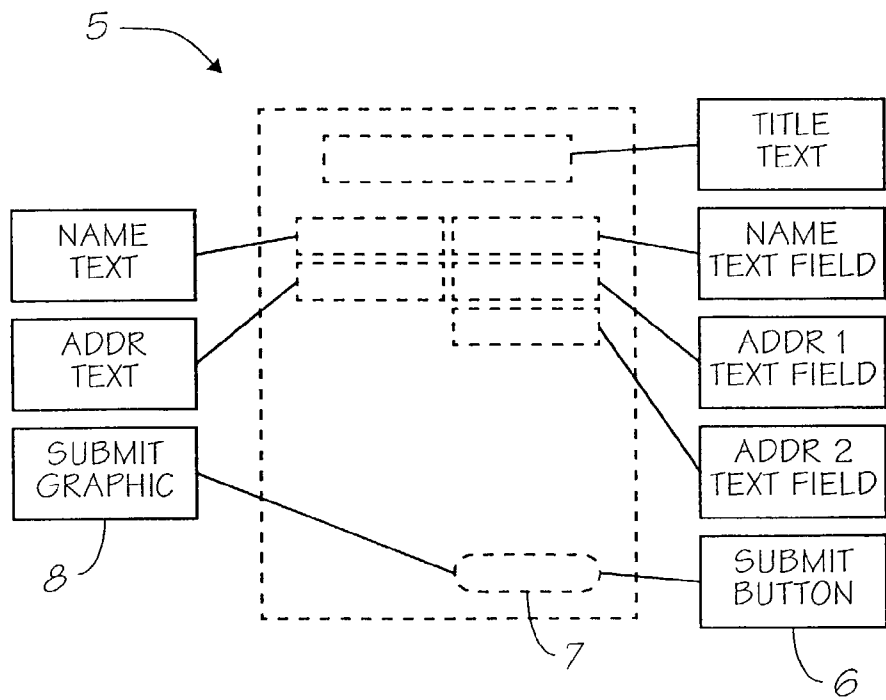 5
TITLE
TEXT
NAME
TEXT
NAME
TEXT FIELD
ADDR
TEXT
ADDR 1
TEXT FIELD
SUBMIT
GRAPHIC
ADDR 2
TEXT FIELD
8
SUBMIT
BUTTON
7
6